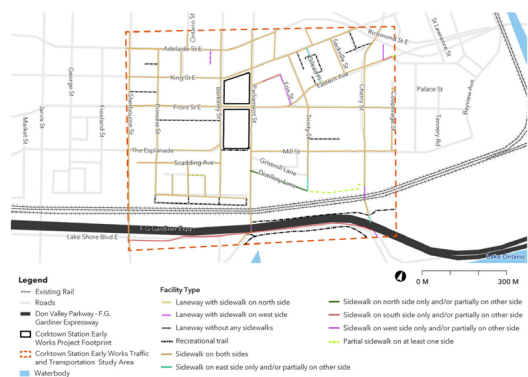 Ontario St
St Lawrence St
Richmond St E
Adelaide St E
Sackville St
Eastern Ave
George St
King St E
Erin St
Palace St
Bayview Ave
Sherbourne St
Princess St
Berkeley St
Parliament St
Cherry St
Front St E
Jarvis St
Market St
Freeland St
Trinity St
Tannery Rd
The Esplanade
Mill St
Scadding Ave
Gristmill Lane
Distillery Lane
F G Gardiner Expy
Lake Shore Blvd E
Lake Ontario
0 M 300 M
Legend
Existing Rail
Roads
Don Valley Parkway - F.G.
Gardiner Expressway
Corktown Station Early
Works Project Footprint
Corktown Station Early Works Traffic
and Transportation Study Area
Waterbody
Facility Type
Laneway with sidewalk on north side
Laneway with sidewalk on west side
Laneway without any sidewalks
Recreational trail
Sidewalk on both sides
Sidewalk on east side only and/or partially on other side
Sidewalk on north side only and/or partially on other side
Sidewalk on south side only and/or partially on other side
Sidewalk on west side only and/or partially on other side
Partial sidewalk on at least one side